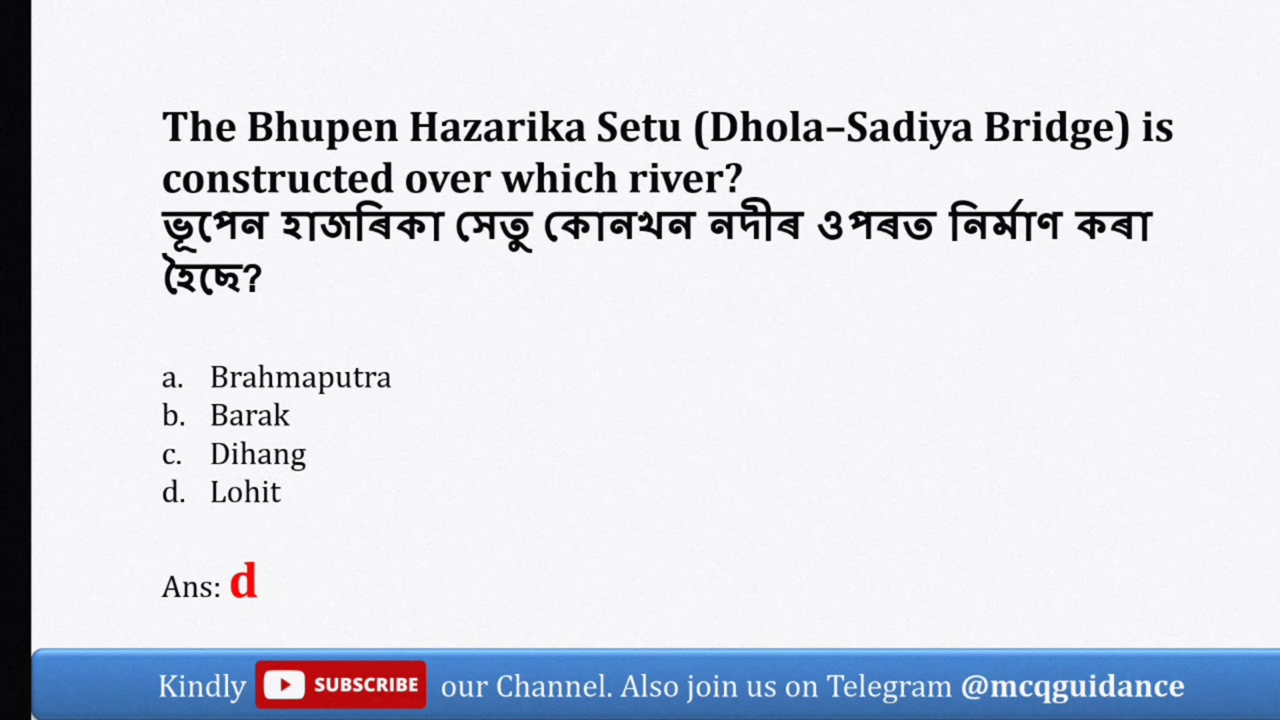 The Bhupen Hazarika Setu (Dhola–Sadiya Bridge) is
constructed over which river?
ভূপেন হাজৰিকা সেতু কোনখন নদীৰ ওপৰত নিৰ্মাণ কৰা
হৈছে?
a. Brahmaputra
b. Barak
c. Dihang
d. Lohit
Ans: d
Kindly SUBSCRIBE our Channel. Also join us on Telegram @mcqguidance